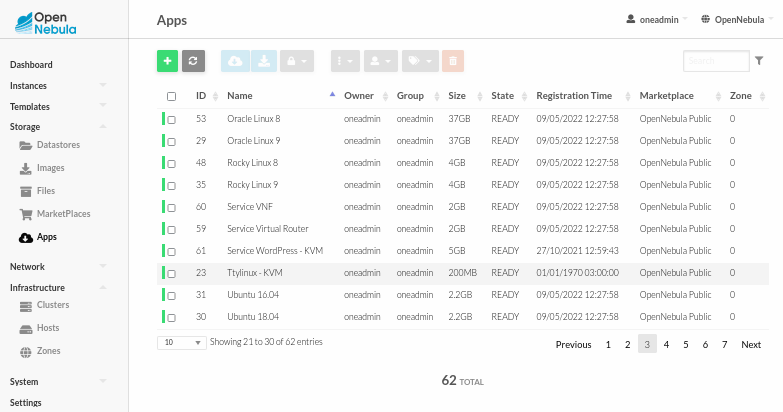 Open
Nebula
Apps
oneadmin
OpenNebula
Dashboard
Instances
Templates
Storage
Datastores
Images
Files
MarketPlaces
Apps
Network
Infrastructure
Clusters
Hosts
Zones
System
Settings
Search
ID Name Owner Group Size State Registration Time Marketplace Zone
53 Oracle Linux 8 oneadmin oneadmin 37GB READY 09/05/2022 12:27:58 OpenNebula Public 0
29 Oracle Linux 9 oneadmin oneadmin 37GB READY 09/05/2022 12:27:58 OpenNebula Public 0
48 Rocky Linux 8 oneadmin oneadmin 4GB READY 09/05/2022 12:27:58 OpenNebula Public 0
35 Rocky Linux 9 oneadmin oneadmin 4GB READY 09/05/2022 12:27:58 OpenNebula Public 0
60 Service VNF oneadmin oneadmin 2GB READY 09/05/2022 12:27:58 OpenNebula Public 0
59 Service Virtual Router oneadmin oneadmin 2GB READY 09/05/2022 12:27:58 OpenNebula Public 0
61 Service WordPress - KVM oneadmin oneadmin 5GB READY 27/10/2021 12:59:43 OpenNebula Public 0
23 Ttylinux - KVM oneadmin oneadmin 200MB READY 01/01/1970 03:00:00 OpenNebula Public 0
31 Ubuntu 16.04 oneadmin oneadmin 2.2GB READY 09/05/2022 12:27:58 OpenNebula Public 0
30 Ubuntu 18.04 oneadmin oneadmin 2.2GB READY 09/05/2022 12:27:58 OpenNebula Public 0
10 Showing 21 to 30 of 62 entries
Previous 1 2 3 4 5 6 7 Next
62 TOTAL